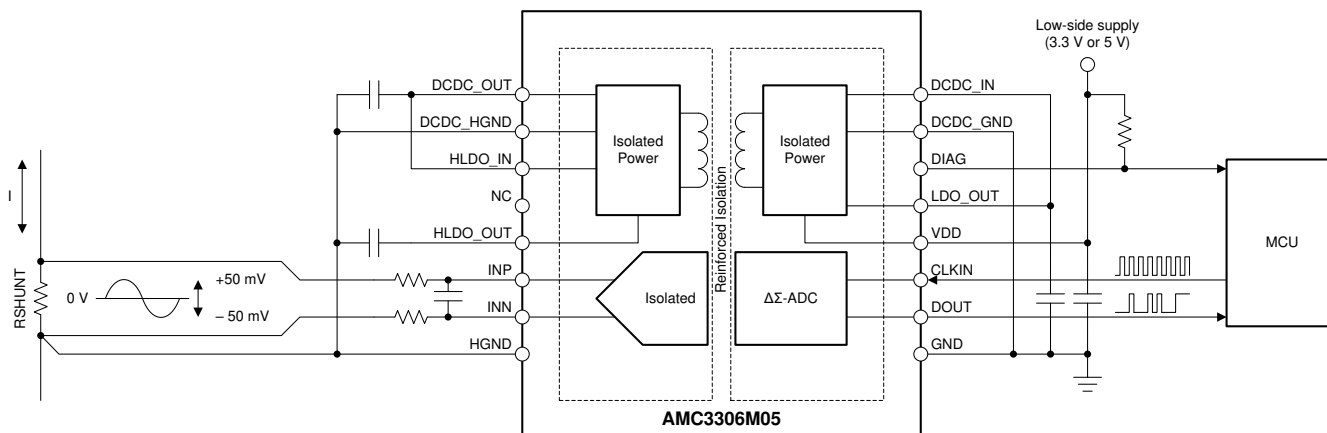 Low-side supply
(3.3 V or 5 V)
DCDC_OUT
DCDC_HGND
HLDO_IN
NC
HLDO_OUT
INP
INN
HGND
Isolated
Power
Isolated
Reinforced Isolation
Isolated
Power
ΔΣ-ADC
DCDC_IN
DCDC_GND
DIAG
LDO_OUT
VDD
CLKIN
DOUT
GND
MCU
I
RSHUNT
0 V
+50 mV
– 50 mV
AMC3306M05